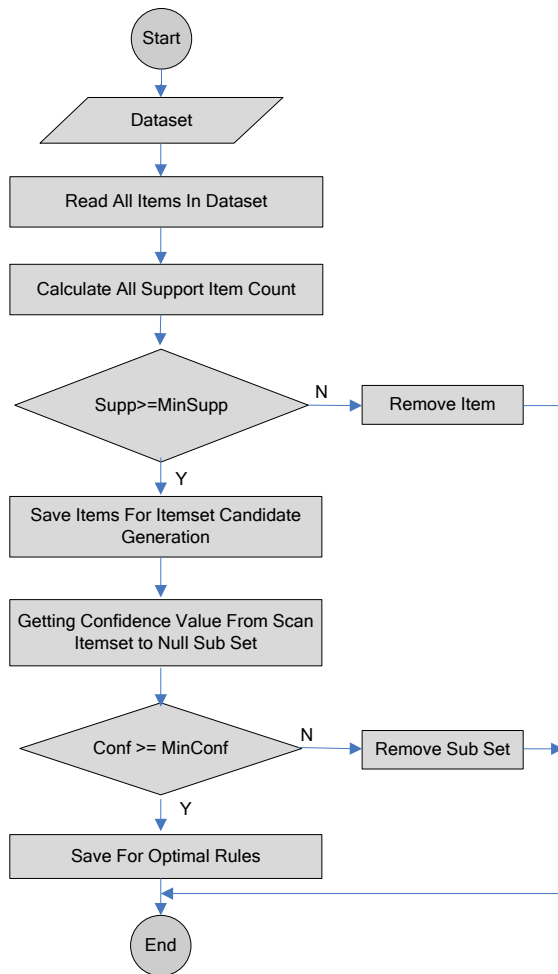 Start
Dataset
Read All Items In Dataset
Calculate All Support Item Count
Supp>=MinSupp
N
Remove Item
Y
Save Items For Itemset Candidate
Generation
Getting Confidence Value From Scan
Itemset to Null Sub Set
Conf >= MinConf
N
Remove Sub Set
Y
Save For Optimal Rules
End